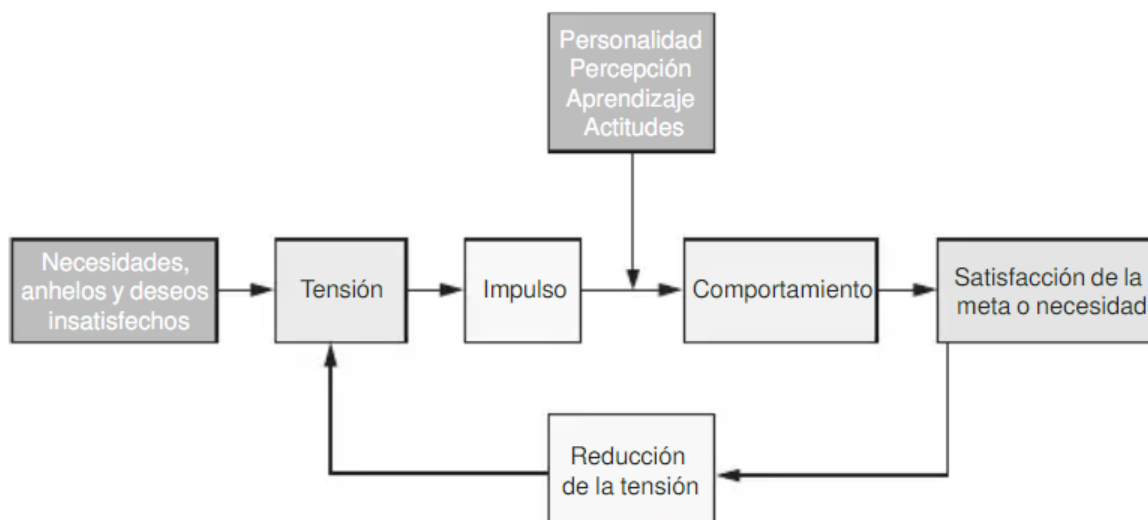 Personalidad
Percepción
Aprendizaje
Actitudes
Necesidades,
anhelos y deseos
insatisfechos
Tensión
Impulso
Comportamiento
Satisfacción de la
meta o necesidad
Reducción
de la tensión